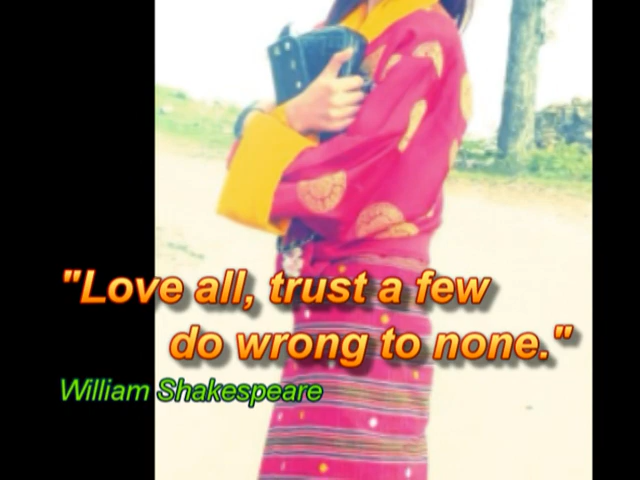 "Love all, trust a few
do wrong to none."
William Shakespeare